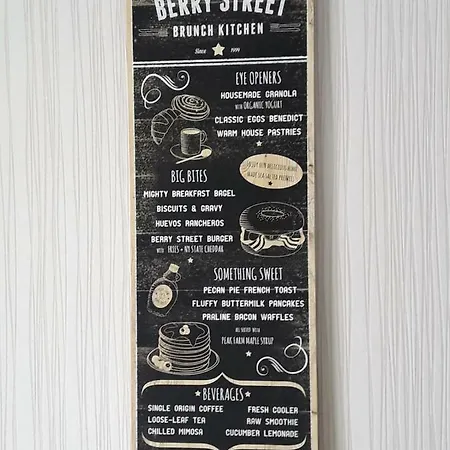 BERRY STREET
BRUNCH KITCHEN
Since 1999
EYE OPENERS
HOUSEMADE GRANOLA
WITH ORGANIC YOGURT
CLASSIC EGGS BENEDICT
WARM HOUSE PASTRIES
BIG BITES
MIGHTY BREAKFAST BAGEL
BISCUITS & GRAVY
HUEVOS RANCHEROS
BERRY STREET BURGER
WITH FRIES + NY STATE CHEDDAR
SOMETHING SWEET
PECAN PIE FRENCH TOAST
FLUFFY BUTTERMILK PANCAKES
PRALINE BACON WAFFLES
ALL SERVED WITH
PEAK FARM MAPLE SYRUP
BEVERAGES
SINGLE ORIGIN COFFEE
LOOSE-LEAF TEA
CHILLED MIMOSA
FRESH COOLER
RAW SMOOTHIE
CUCUMBER LEMONADE